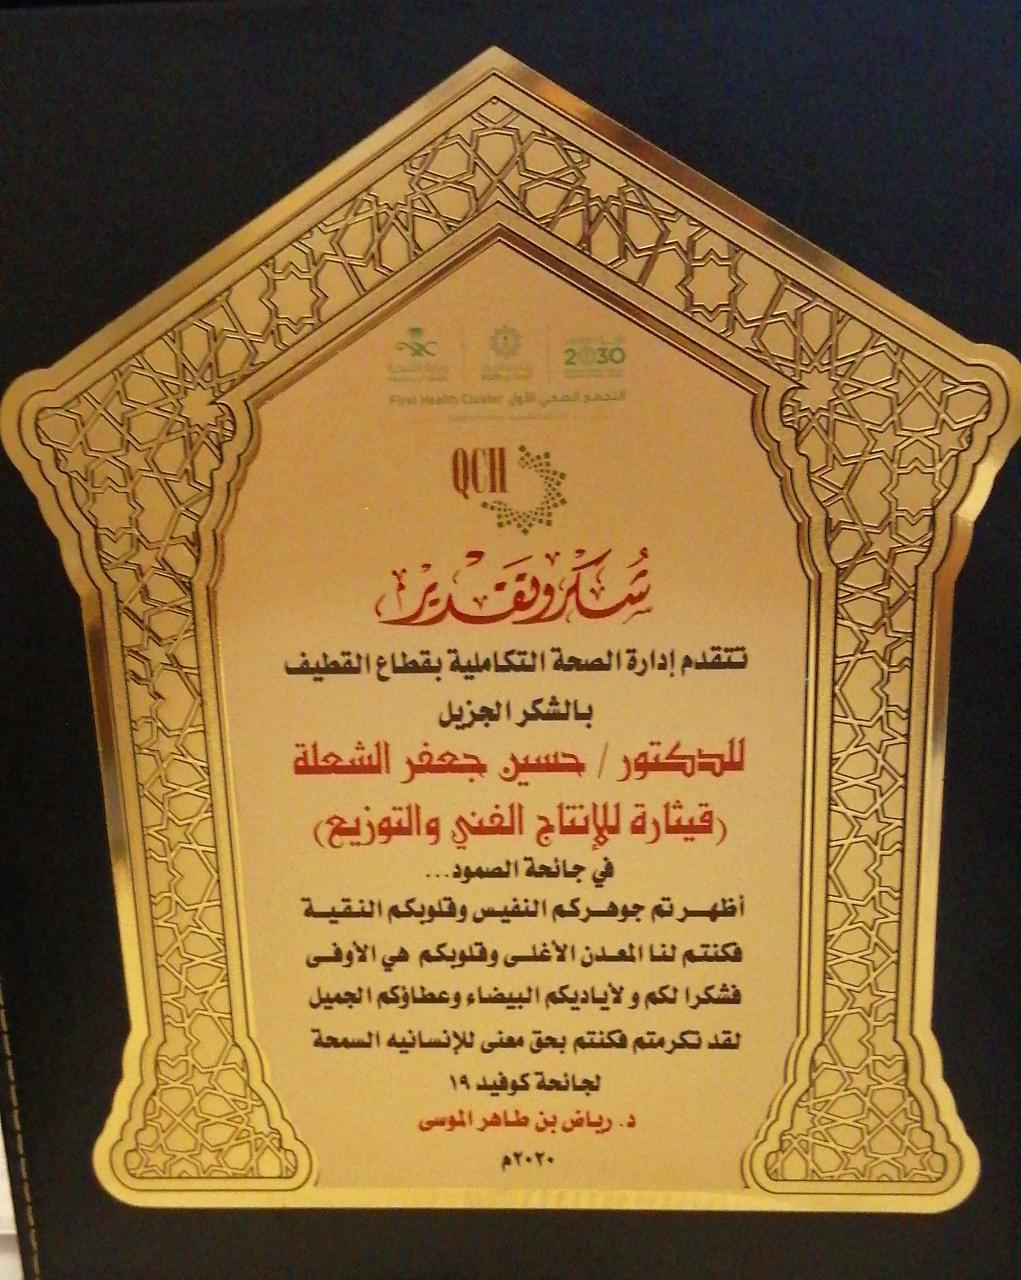 2030
First Health Cluster التجمع الصحي الأول
QCH
شكر وتقدير
تتقدم إدارة الصحة التكاملية بقطاع القطيف
بالشكر الجزيل
للدكتور / حسين جعفر الشعلة
(قيثارة للإنتاج الفني والتوزيع)
في جائحة الصمود...
أظهرتم جوهركم النفيس وقلوبكم النقية
فكنتم لنا المعدن الأغلى وقلوبكم هي الأوفى
فشكرا لكم ولأياديكم البيضاء وعطاؤكم الجميل
لقد تكرمتم فكنتم بحق معنى للإنسانيه السمحة
لجائحة كوفيد ١٩
د. رياض بن طاهر الموسى
٢٠٢٠م